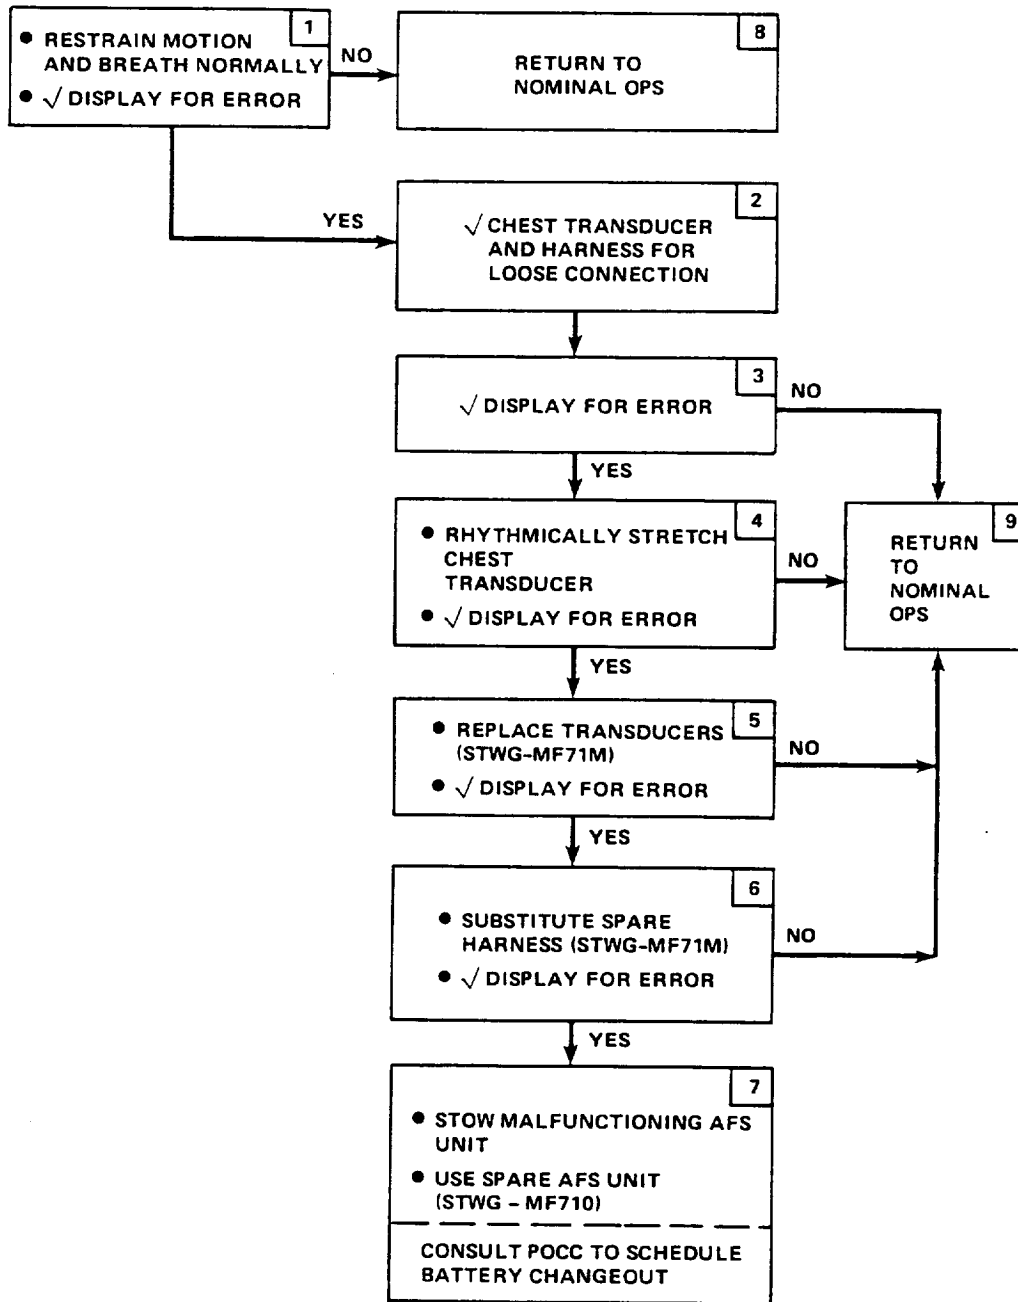 1
● RESTRAIN MOTION
AND BREATH NORMALLY
● √ DISPLAY FOR ERROR
NO
8
RETURN TO
NOMINAL OPS
YES
2
√ CHEST TRANSDUCER
AND HARNESS FOR
LOOSE CONNECTION
3
√ DISPLAY FOR ERROR
NO
YES
4
● RHYTHMICALLY STRETCH
CHEST
TRANSDUCER
● √ DISPLAY FOR ERROR
NO
9
RETURN
TO
NOMINAL
OPS
YES
5
● REPLACE TRANSDUCERS
(STWG-MF71M)
● √ DISPLAY FOR ERROR
NO
YES
6
● SUBSTITUTE SPARE
HARNESS (STWG-MF71M)
● √ DISPLAY FOR ERROR
NO
YES
7
● STOW MALFUNCTIONING AFS
UNIT
● USE SPARE AFS UNIT
(STWG – MF710)
CONSULT POCC TO SCHEDULE
BATTERY CHANGEOUT